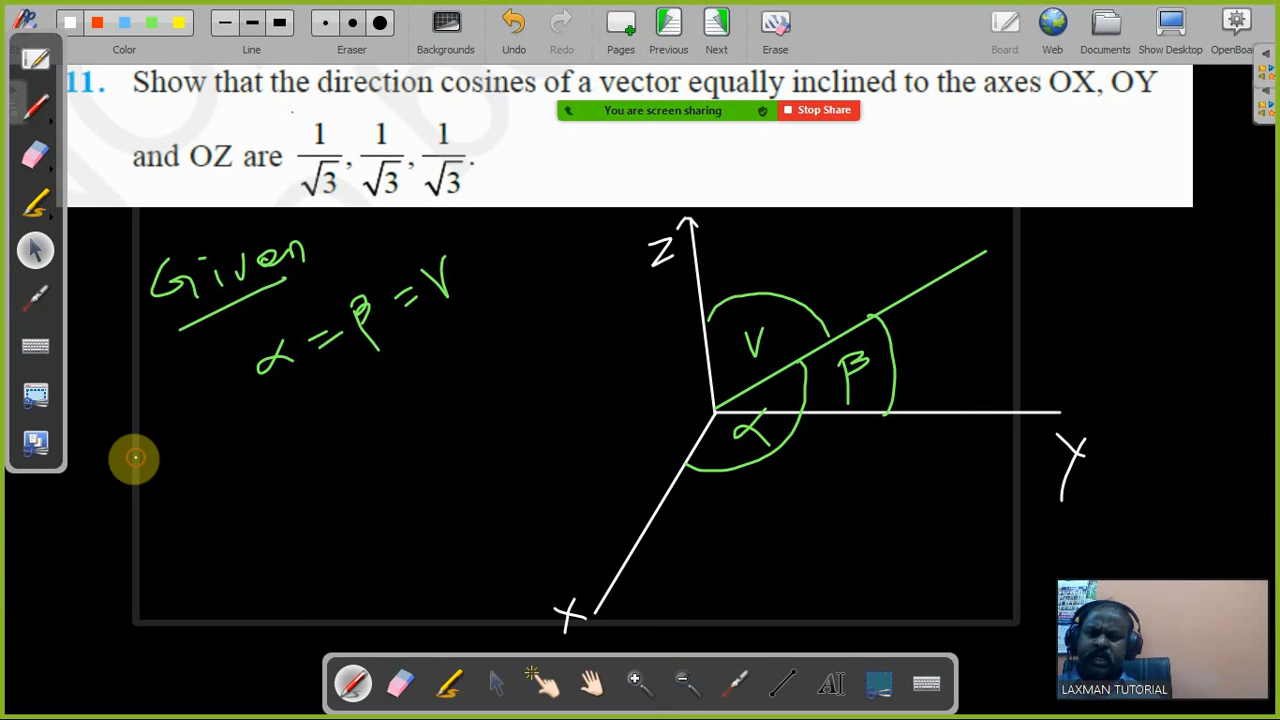 Color Line Eraser Backgrounds Undo Redo Pages Previous Next Erase Board Web Documents Show Desktop OpenBoa
11. Show that the direction cosines of a vector equally inclined to the axes OX, OY
You are screen sharing Stop Share
and OZ are 1/√3, 1/√3, 1/√3.
Given
α = β = γ
Z
γ
β
α
Y
X
LAXMAN TUTORIAL